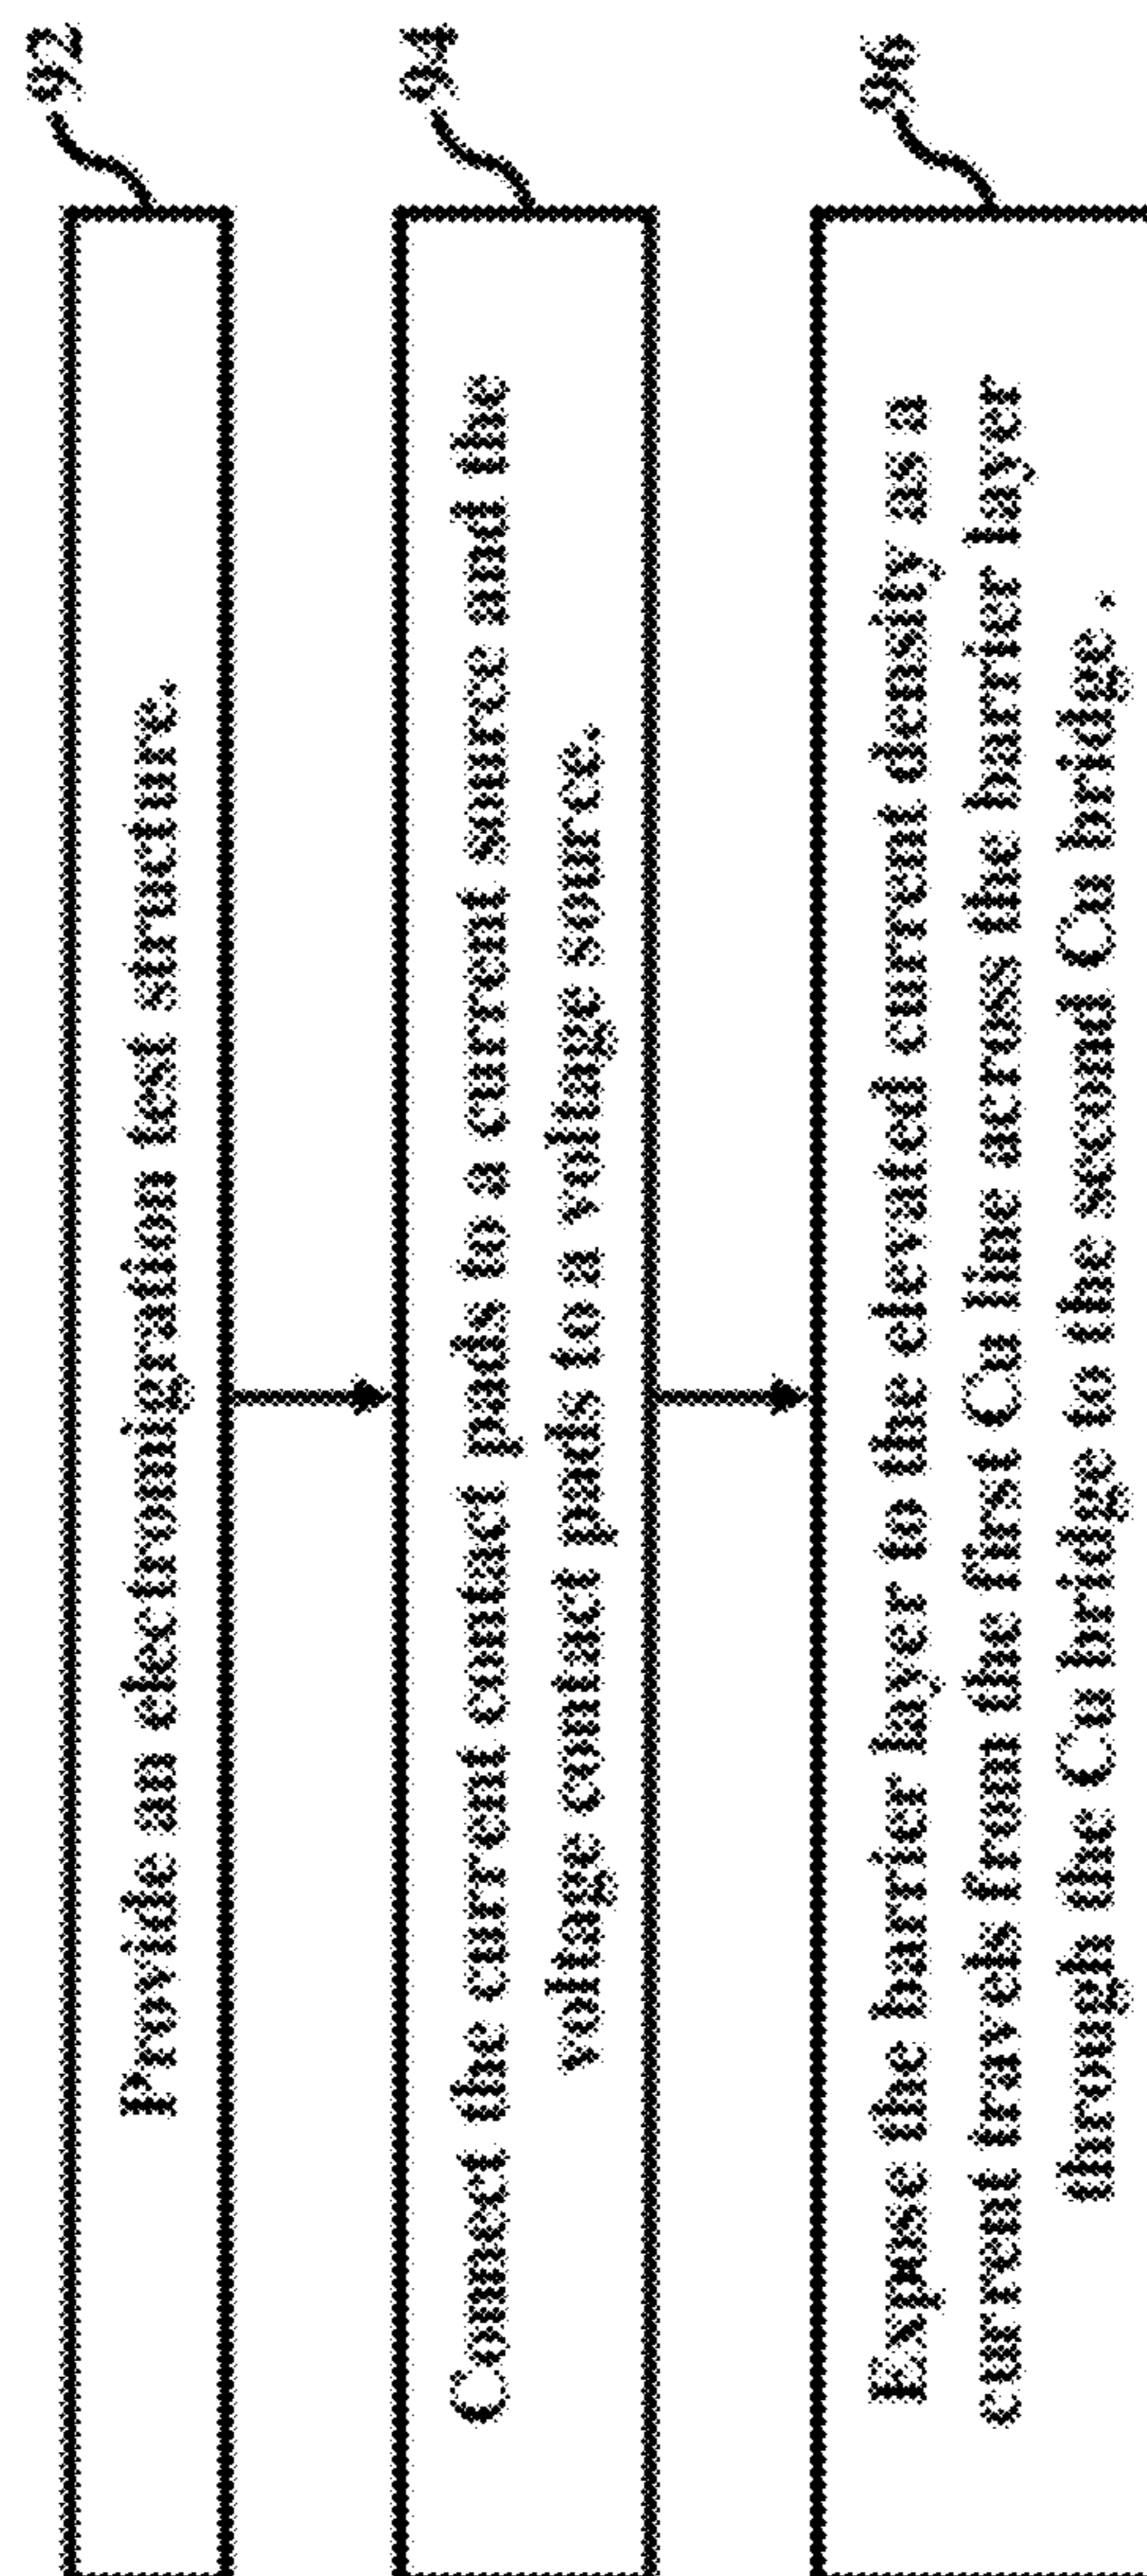 92
Provide an electromigration test structure.
94
Connect the current contact pads to a current source and the
voltage contact pads to a voltage source.
96
Expose the barrier layer to the elevated current density as a
current travels from the first Cu line across the barrier layer
through the Cu bridge to the second Cu bridge.